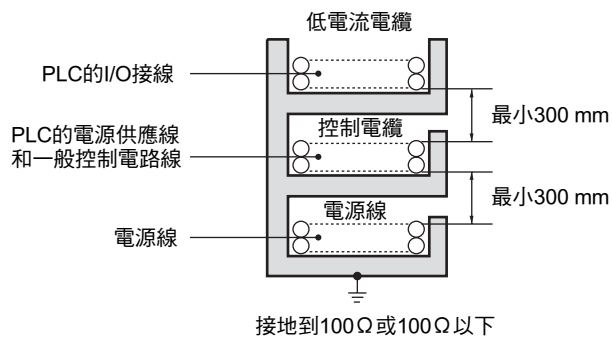 低電流電纜
PLC的I/O接線
最小300 mm
控制電纜
PLC的電源供應線
和一般控制電路線
最小300 mm
電源線
電源線
接地到100Ω或100Ω以下